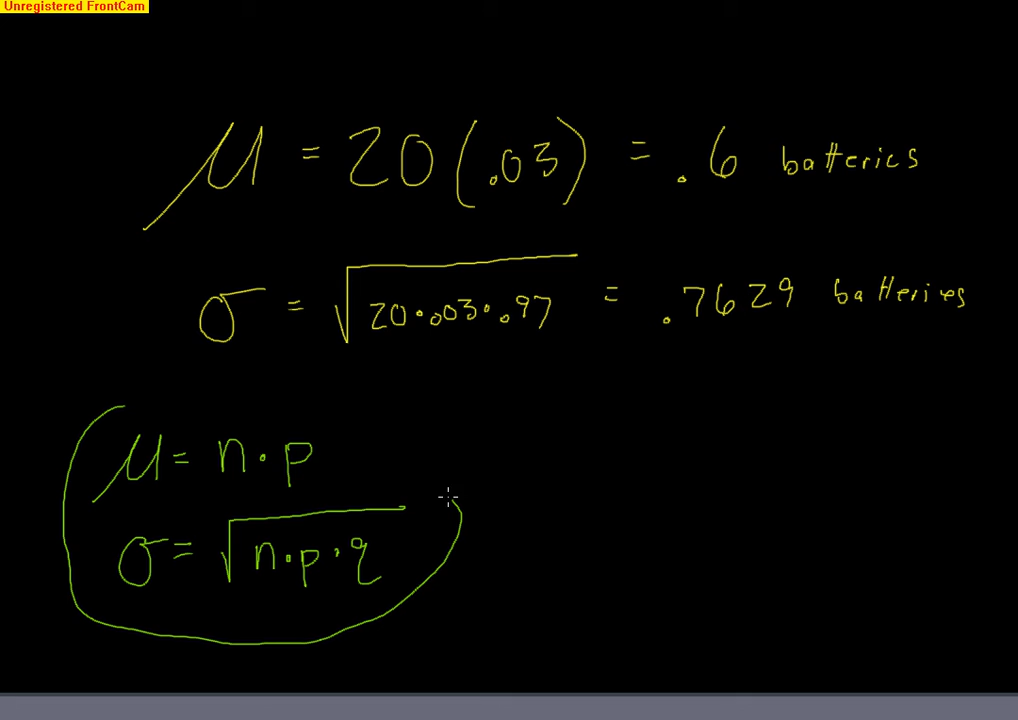 Unregistered FrontCam
μ = 20 (.03) = .6 batteries
σ = √20·.03·.97 = .7629 batteries
μ = n·p
σ = √n·p·q